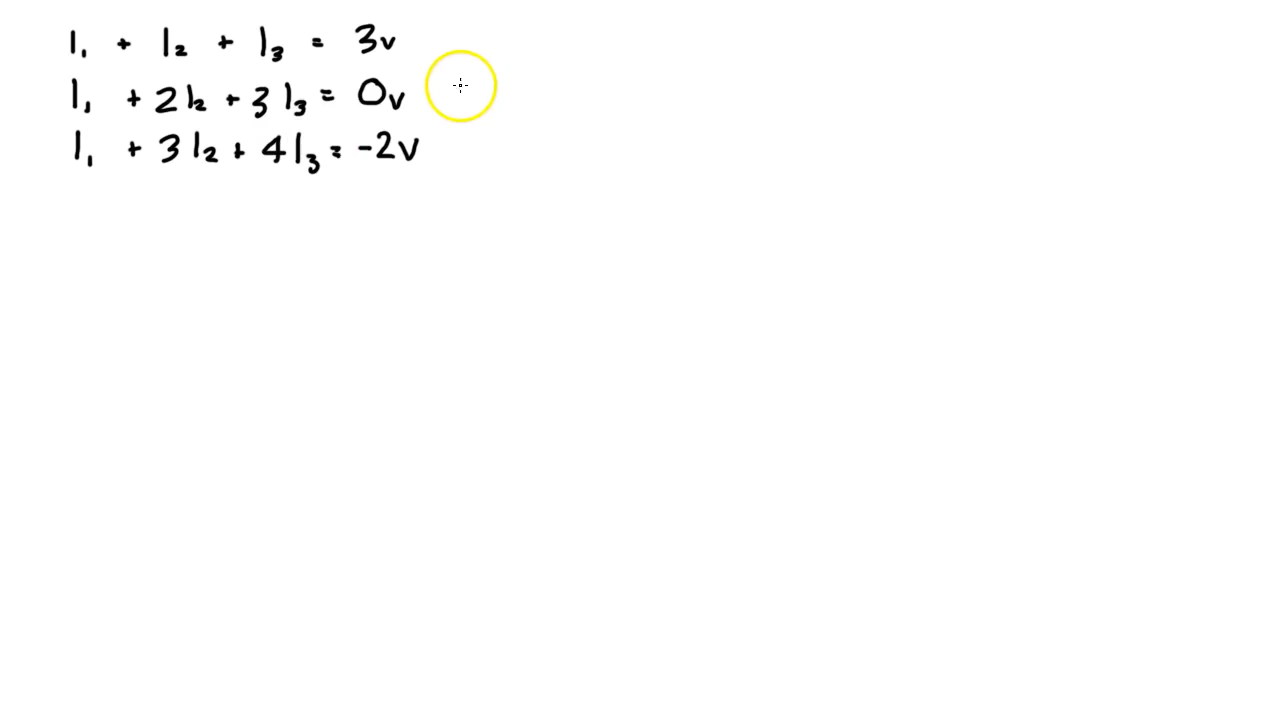 I₁ + I₂ + I₃ = 3v
I₁ + 2I₂ + 3I₃ = 0v
I₁ + 3I₂ + 4I₃ = -2v